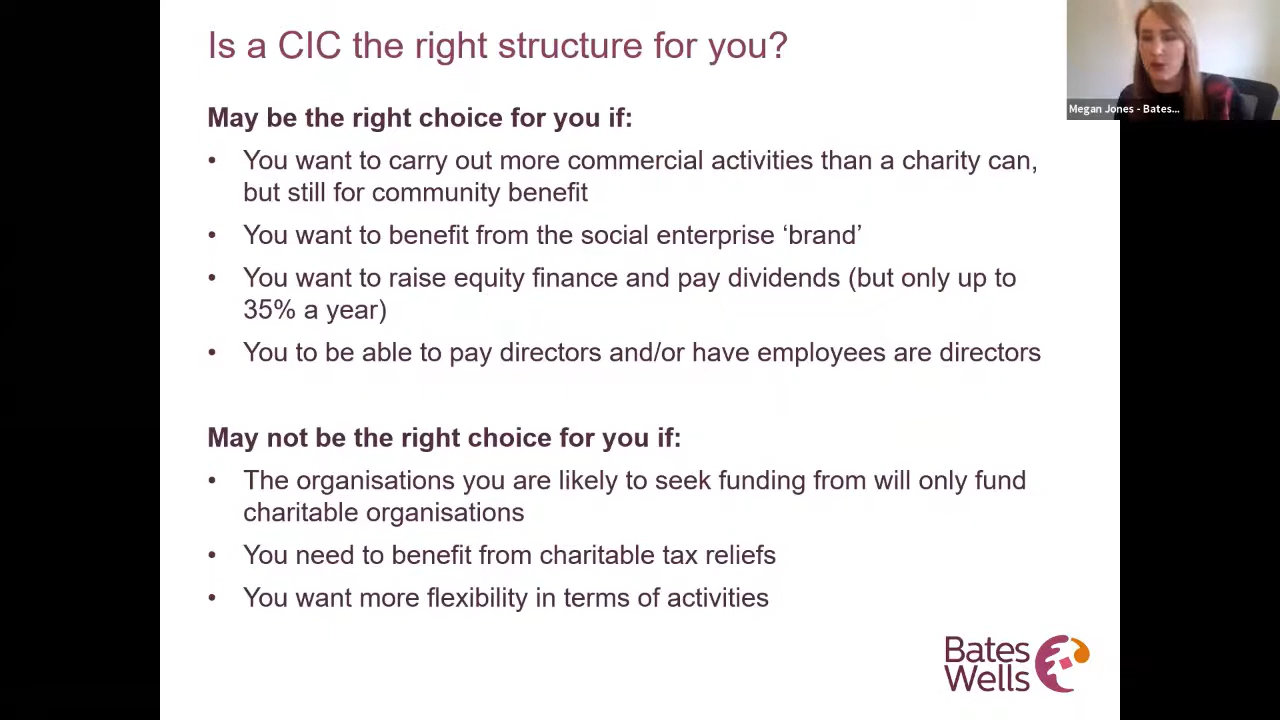 Is a CIC the right structure for you?
May be the right choice for you if:
• You want to carry out more commercial activities than a charity can,
but still for community benefit
• You want to benefit from the social enterprise ‘brand’
• You want to raise equity finance and pay dividends (but only up to
35% a year)
• You to be able to pay directors and/or have employees are directors
May not be the right choice for you if:
• The organisations you are likely to seek funding from will only fund
charitable organisations
• You need to benefit from charitable tax reliefs
• You want more flexibility in terms of activities
Bates
Wells
Megan Jones - Bates...